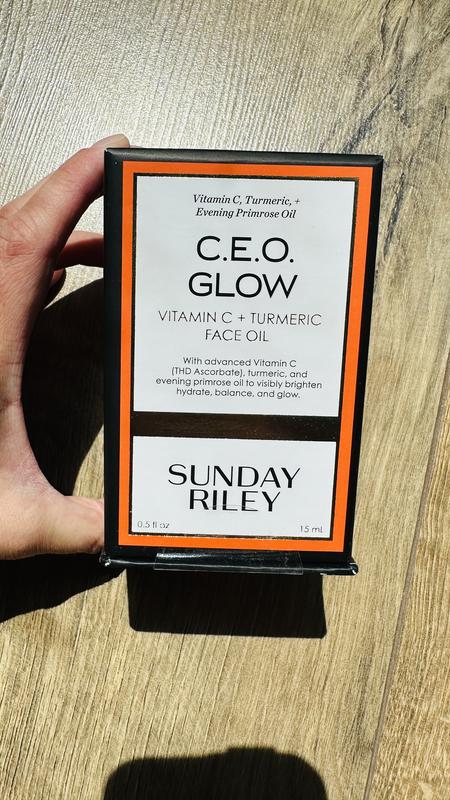 Vitamin C, Turmeric, +
Evening Primrose Oil
C.E.O.
GLOW
VITAMIN C + TURMERIC
FACE OIL
With advanced Vitamin C
(THD Ascorbate), turmeric, and
evening primrose oil to visibly brighten
hydrate, balance, and glow.
SUNDAY
RILEY
0.5 fl oz 15 mL